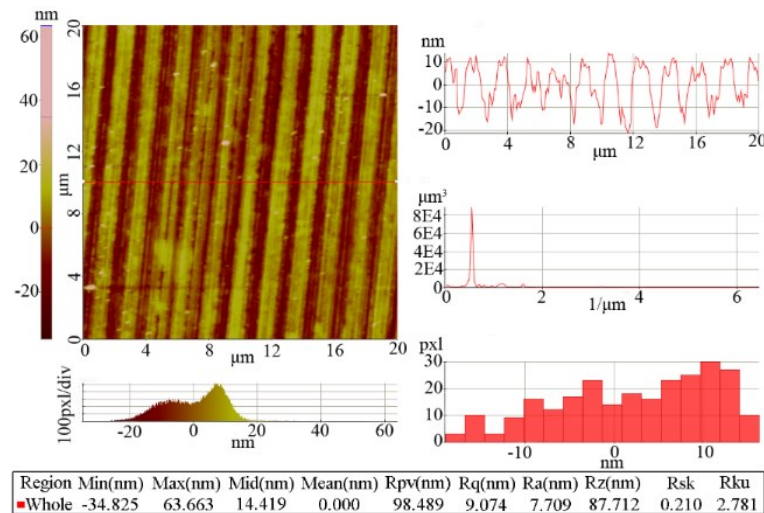 nm
60
40
20
0
-20
20
16
12
μm
8
4
0
0 4 8 12 16 20
μm
nm
10
0
-10
-20
0 4 8 12 16 20
μm
μm³
8E4
6E4
4E4
2E4
0 2 4 6
1/μm
100pxl/div
-20 0 20 40 60
nm
pxl
30
20
10
0
-10 0 10
nm
Region Min(nm) Max(nm) Mid(nm) Mean(nm) Rpv(nm) Rq(nm) Ra(nm) Rz(nm) Rsk Rku
Whole -34.825 63.663 14.419 0.000 98.489 9.074 7.709 87.712 0.210 2.781